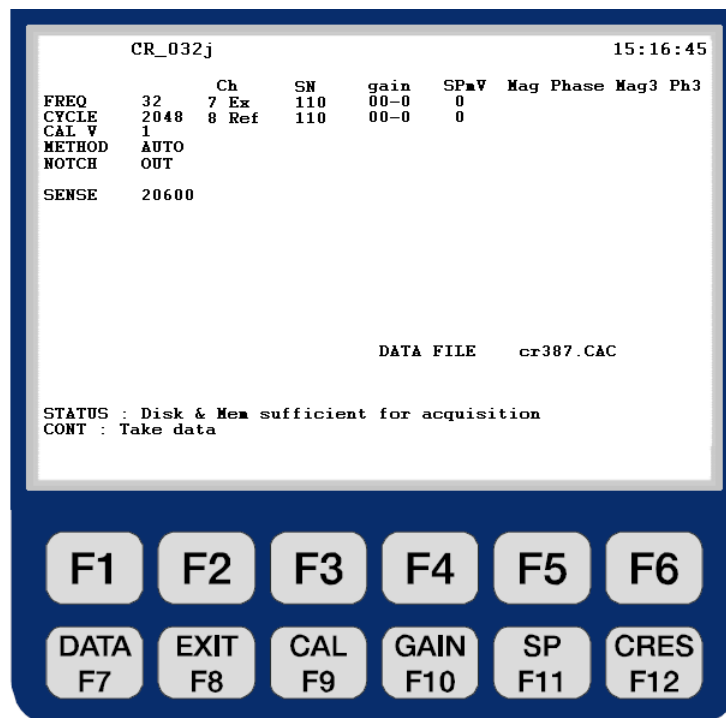 CR_032j 15:16:45
Ch SN gain SPmV Mag Phase Mag3 Ph3
FREQ 32 7 Ex 110 00-0 0
CYCLE 2048 8 Ref 110 00-0 0
CAL V 1
METHOD AUTO
NOTCH OUT
SENSE 20600
DATA FILE cr387.CAC
STATUS : Disk & Mem sufficient for acquisition
CONT : Take data
F1 F2 F3 F4 F5 F6
DATA EXIT CAL GAIN SP CRES
F7 F8 F9 F10 F11 F12